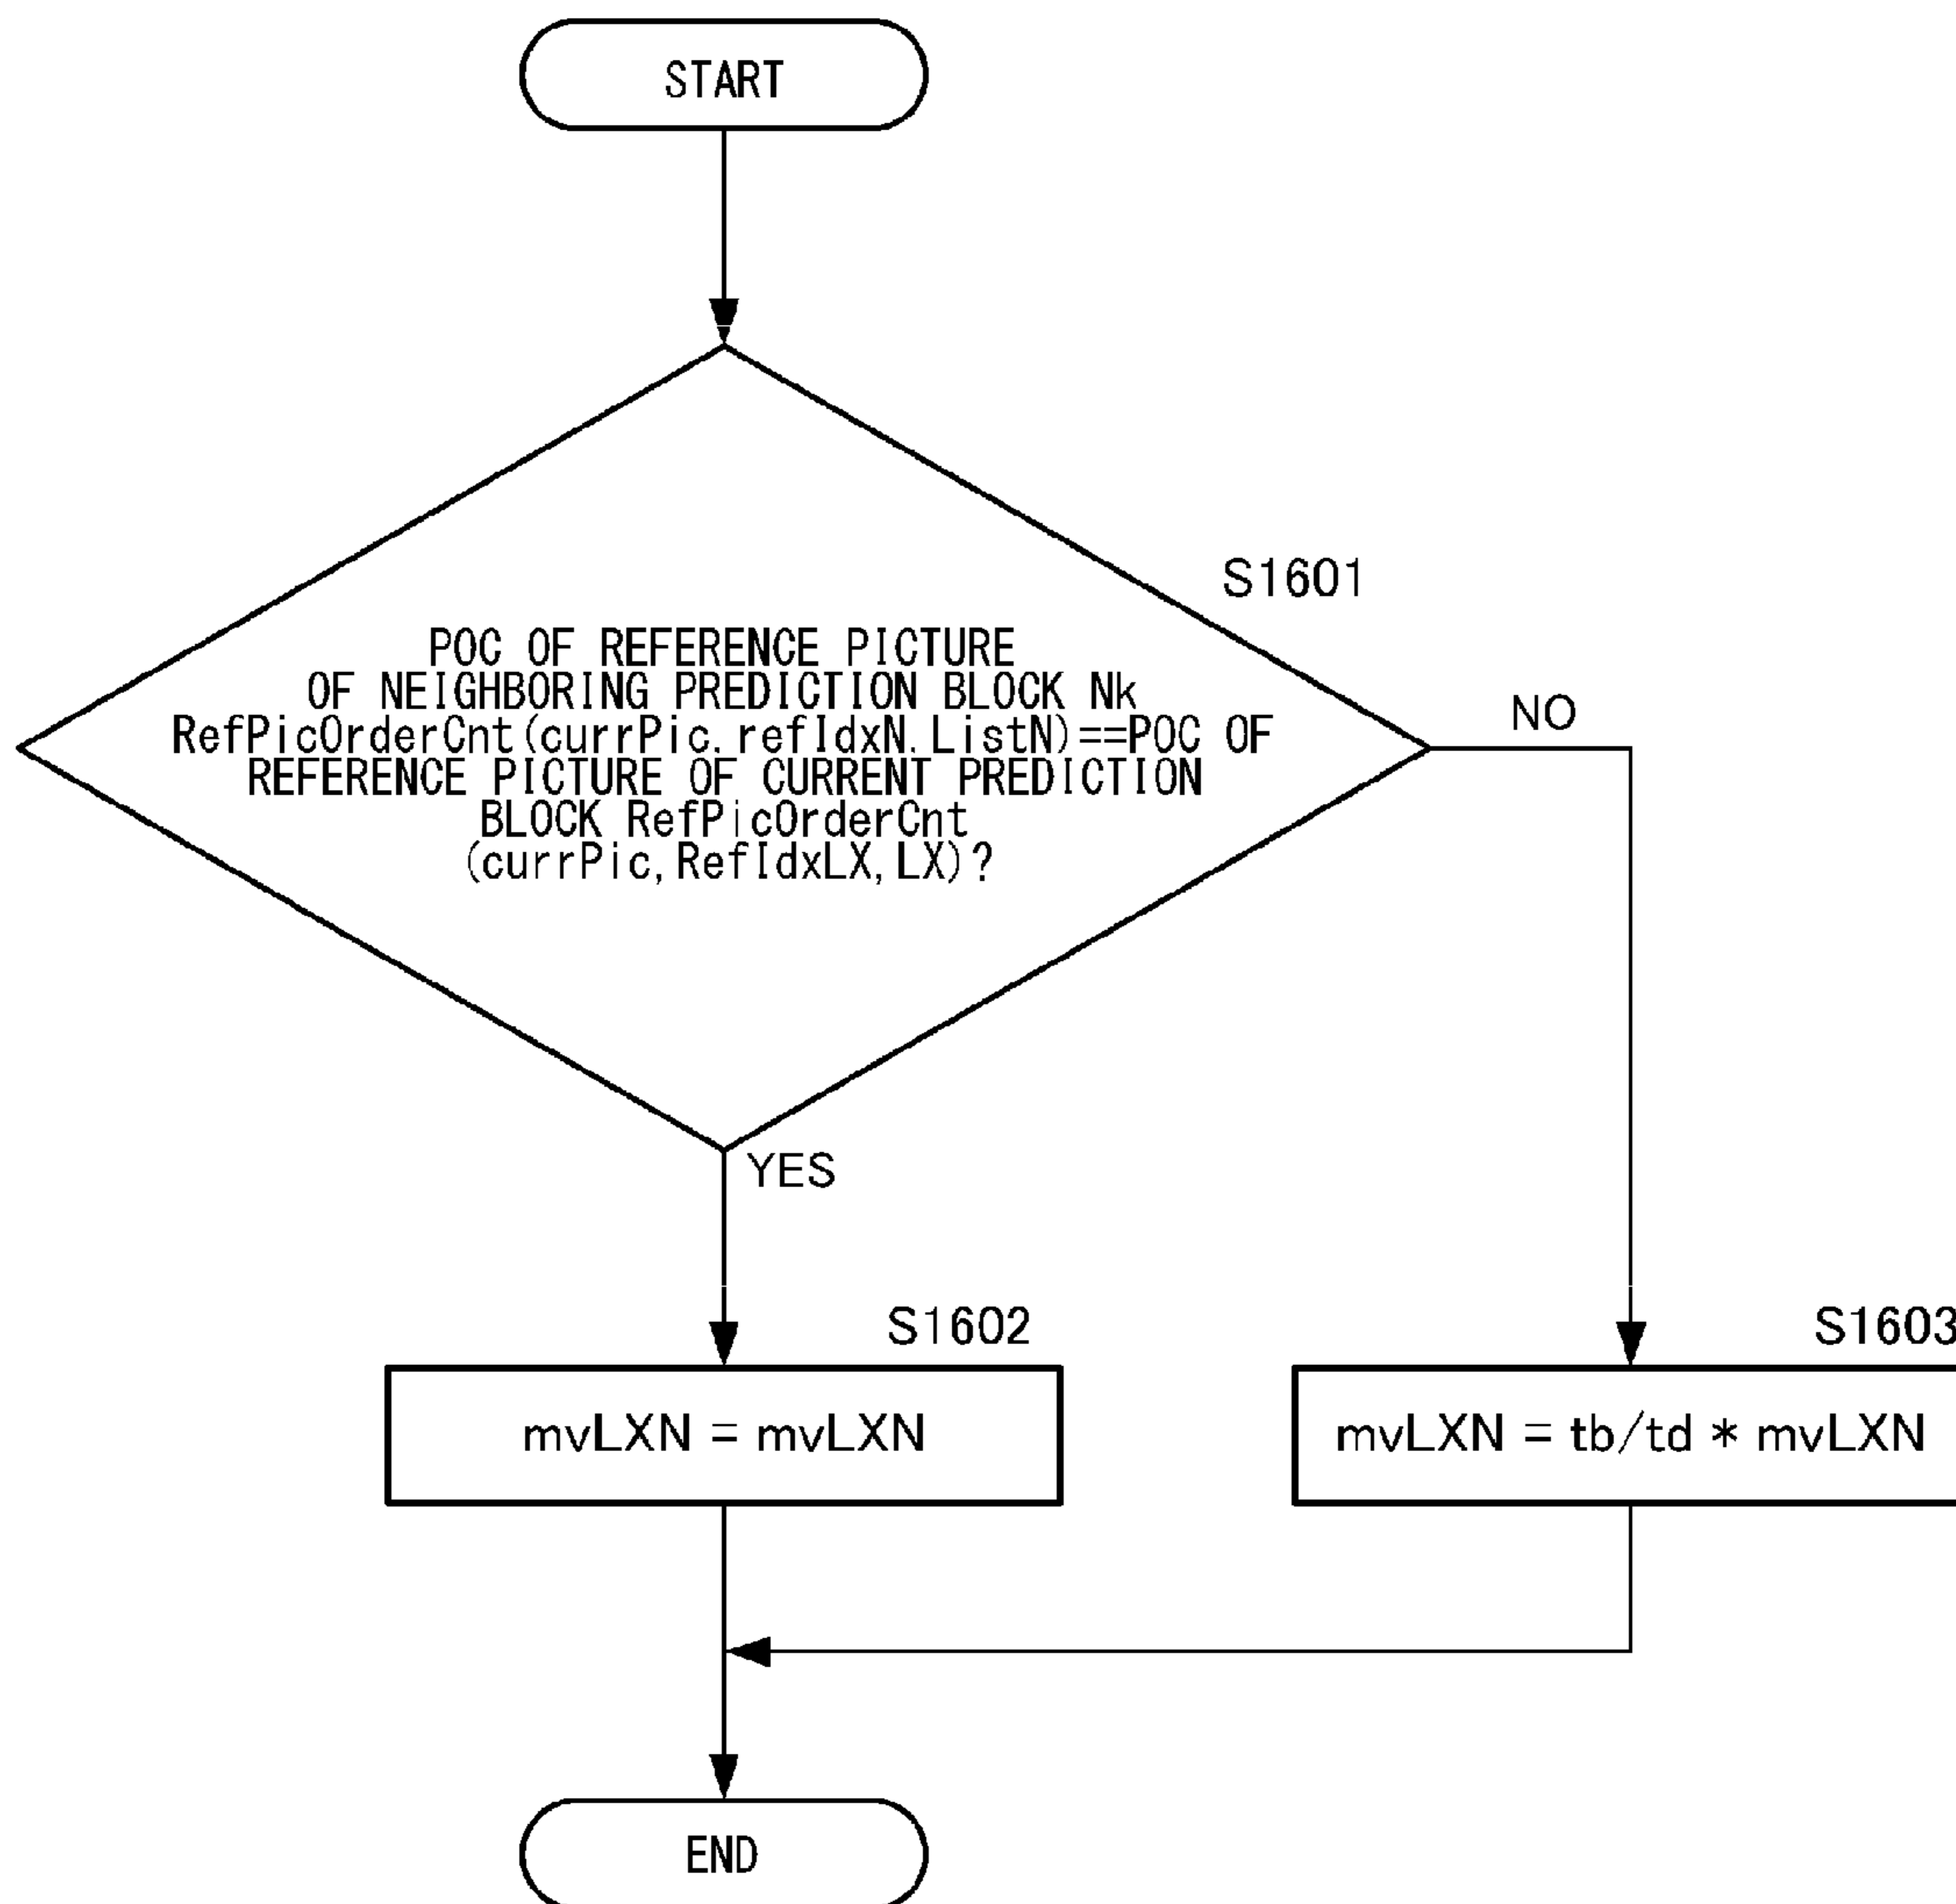 START
S1601
POC OF REFERENCE PICTURE
OF NEIGHBORING PREDICTION BLOCK Nk
RefPicOrderCnt(currPic.refIdxN.ListN)==POC OF
REFERENCE PICTURE OF CURRENT PREDICTION
BLOCK RefPicOrderCnt
(currPic,RefIdxLX,LX)?
NO
YES
S1602
S1603
mvLXN = mvLXN
mvLXN = tb/td * mvLXN
END